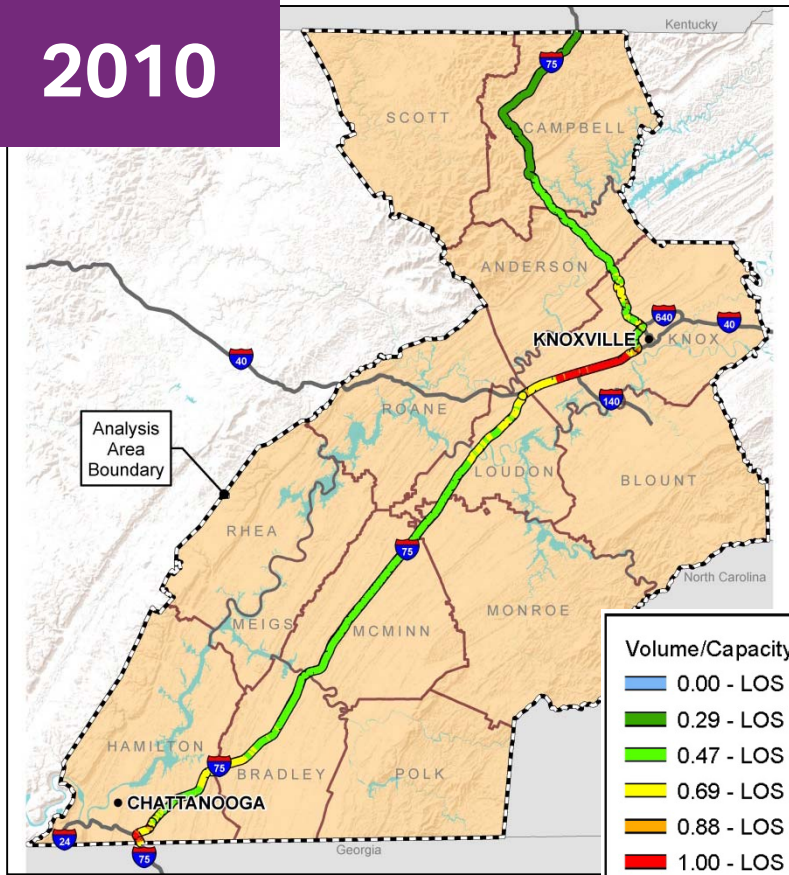 2010
Kentucky
75
SCOTT
CAMPBELL
ANDERSON
640
40
KNOXVILLE
KNOX
40
140
ROANE
Analysis
Area
Boundary
LOUDON
BLOUNT
RHEA
75
North Carolina
MEIGS
MCMINN
MONROE
HAMILTON
75
BRADLEY
POLK
CHATTANOOGA
24
75
Georgia
Volume/Capacity
0.00 - LOS
0.29 - LOS
0.47 - LOS
0.69 - LOS
0.88 - LOS
1.00 - LOS